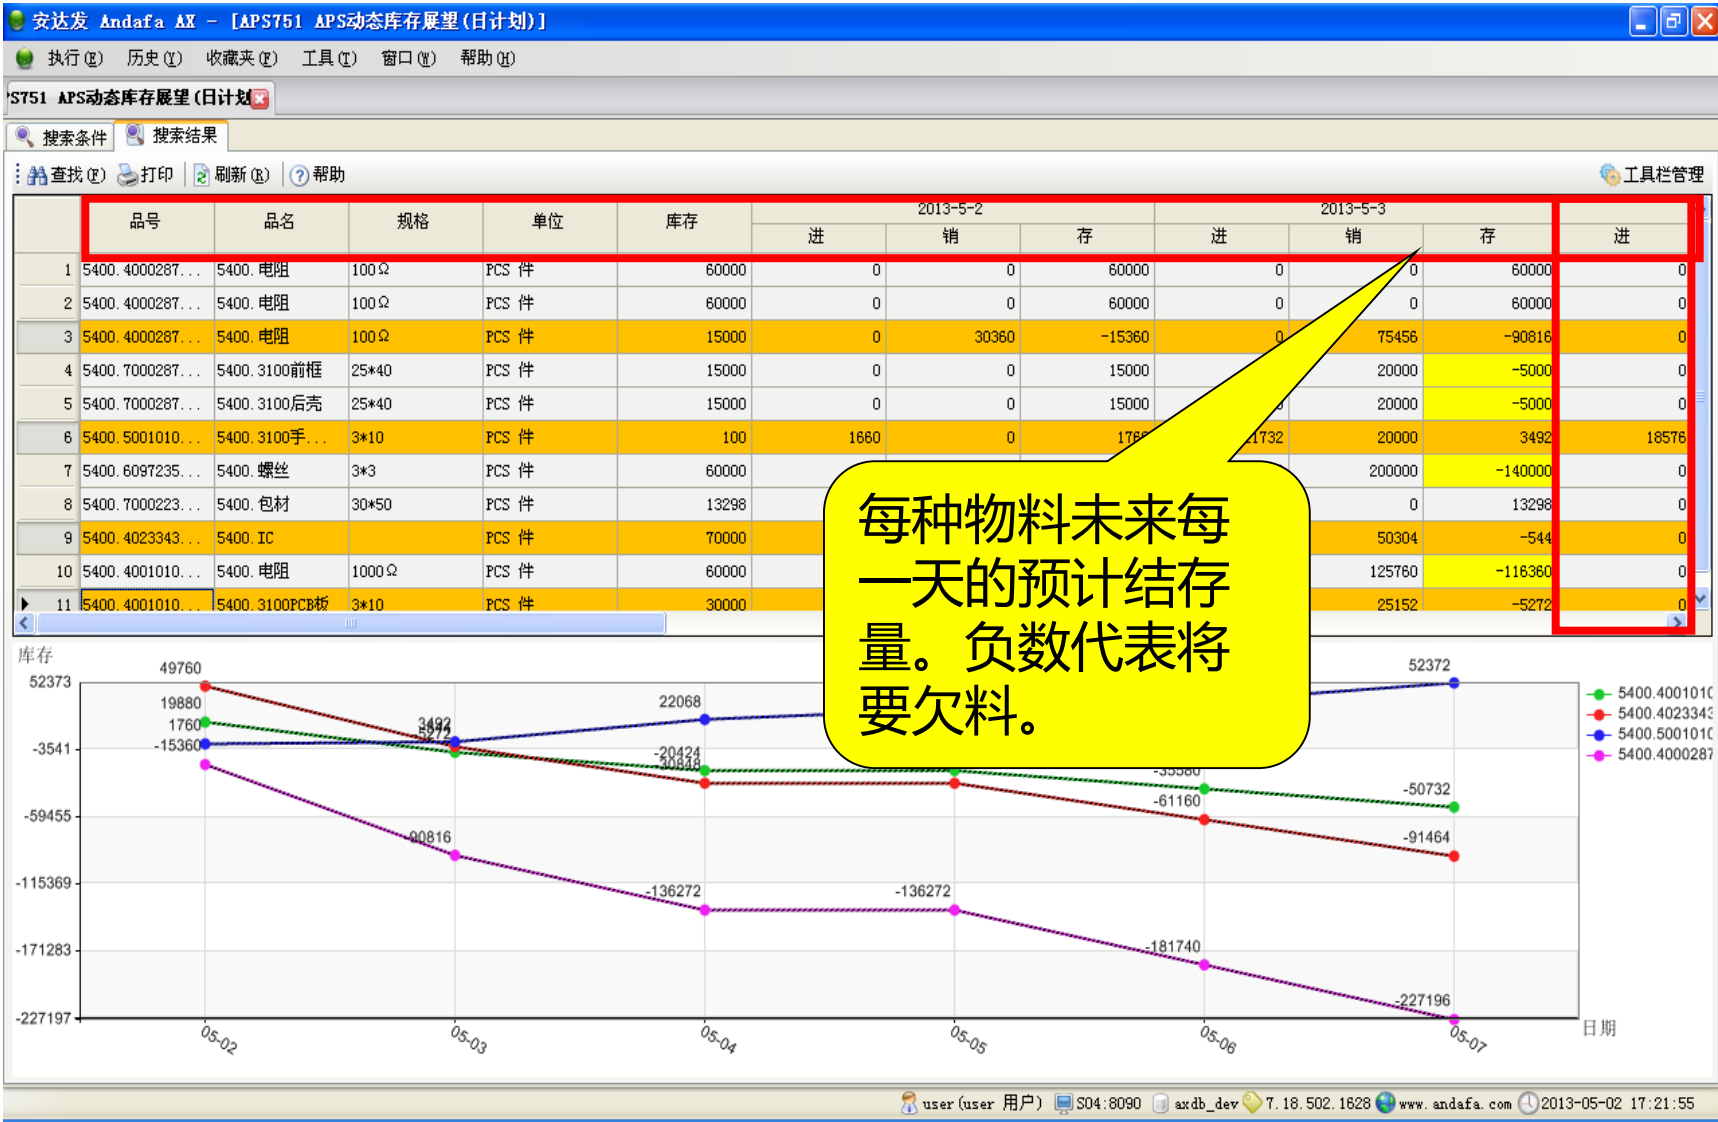 安达发 Andafa AX - [APS751 APS动态库存展望(日计划)]
执行(E) 历史(Y) 收藏夹(F) 工具(T) 窗口(W) 帮助(H)
PS751 APS动态库存展望(日计划
搜索条件 搜索结果
查找(F) 打印 刷新(R) 帮助 工具栏管理
品号 品名 规格 单位 库存 2013-5-2 2013-5-3
进 销 存 进 销 存 进
1 5400.4000287... 5400.电阻 100Ω PCS 件 60000 0 0 60000 0 0 60000 0
2 5400.4000287... 5400.电阻 100Ω PCS 件 60000 0 0 60000 0 0 60000 0
3 5400.4000287... 5400.电阻 100Ω PCS 件 15000 0 30360 -15360 0 75456 -90816 0
4 5400.7000287... 5400.3100前框 25*40 PCS 件 15000 0 0 15000 20000 -5000 0
5 5400.7000287... 5400.3100后壳 25*40 PCS 件 15000 0 0 15000 20000 -5000 0
6 5400.5001010... 5400.3100手... 3*10 PCS 件 100 1660 0 1760 1732 20000 3492 18576
7 5400.6097235... 5400.螺丝 3*3 PCS 件 60000 200000 -140000 0
8 5400.7000223... 5400.包材 30*50 PCS 件 13298 0 13298 0
9 5400.4023343... 5400.IC PCS 件 70000 50304 -544 0
10 5400.4001010... 5400.电阻 1000Ω PCS 件 60000 125760 -116360 0
11 5400.4001010... 5400.3100PCB板 3*10 PCS 件 30000 25152 -5272 0
每种物料未来每
一天的预计结存
量。负数代表将
要欠料。
库存
52373
-3541
-59455
-115369
-171283
-227197
49760
19880
1760
-15360
3492
-5272
-90816
22068
-20424
-30848
-136272
-136272
-35580
-61160
-181740
52372
-50732
-91464
-227196
05-02 05-03 05-04 05-05 05-06 05-07
日期
5400.4001010
5400.4023343
5400.5001010
5400.4000287
user(user 用户) S04:8090 axdb_dev 7.18.502.1628 www.andafa.com 2013-05-02 17:21:55